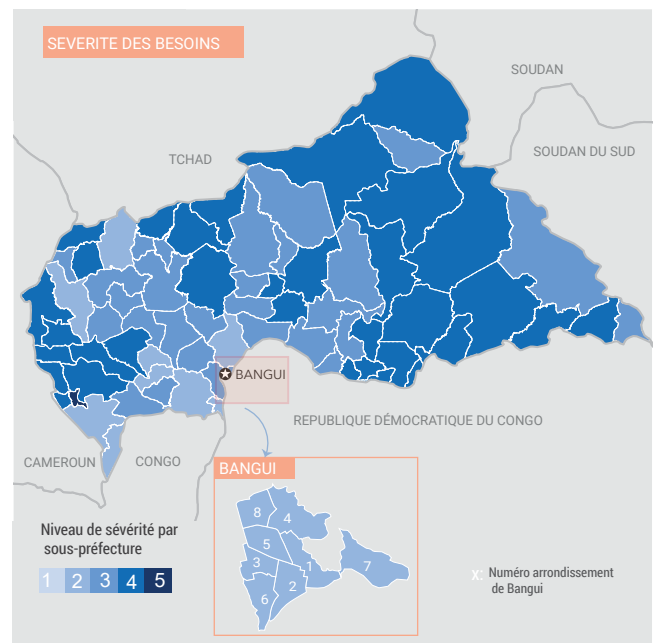 SEVERITE DES BESOINS
SOUDAN
TCHAD
SOUDAN DU SUD
BANGUI
REPUBLIQUE DÉMOCRATIQUE DU CONGO
CAMEROUN
CONGO
BANGUI
8
4
5
3
1
7
2
6
Niveau de sévérité par
sous-préfecture
1 2 3 4 5
x: Numéro arrondissement
de Bangui